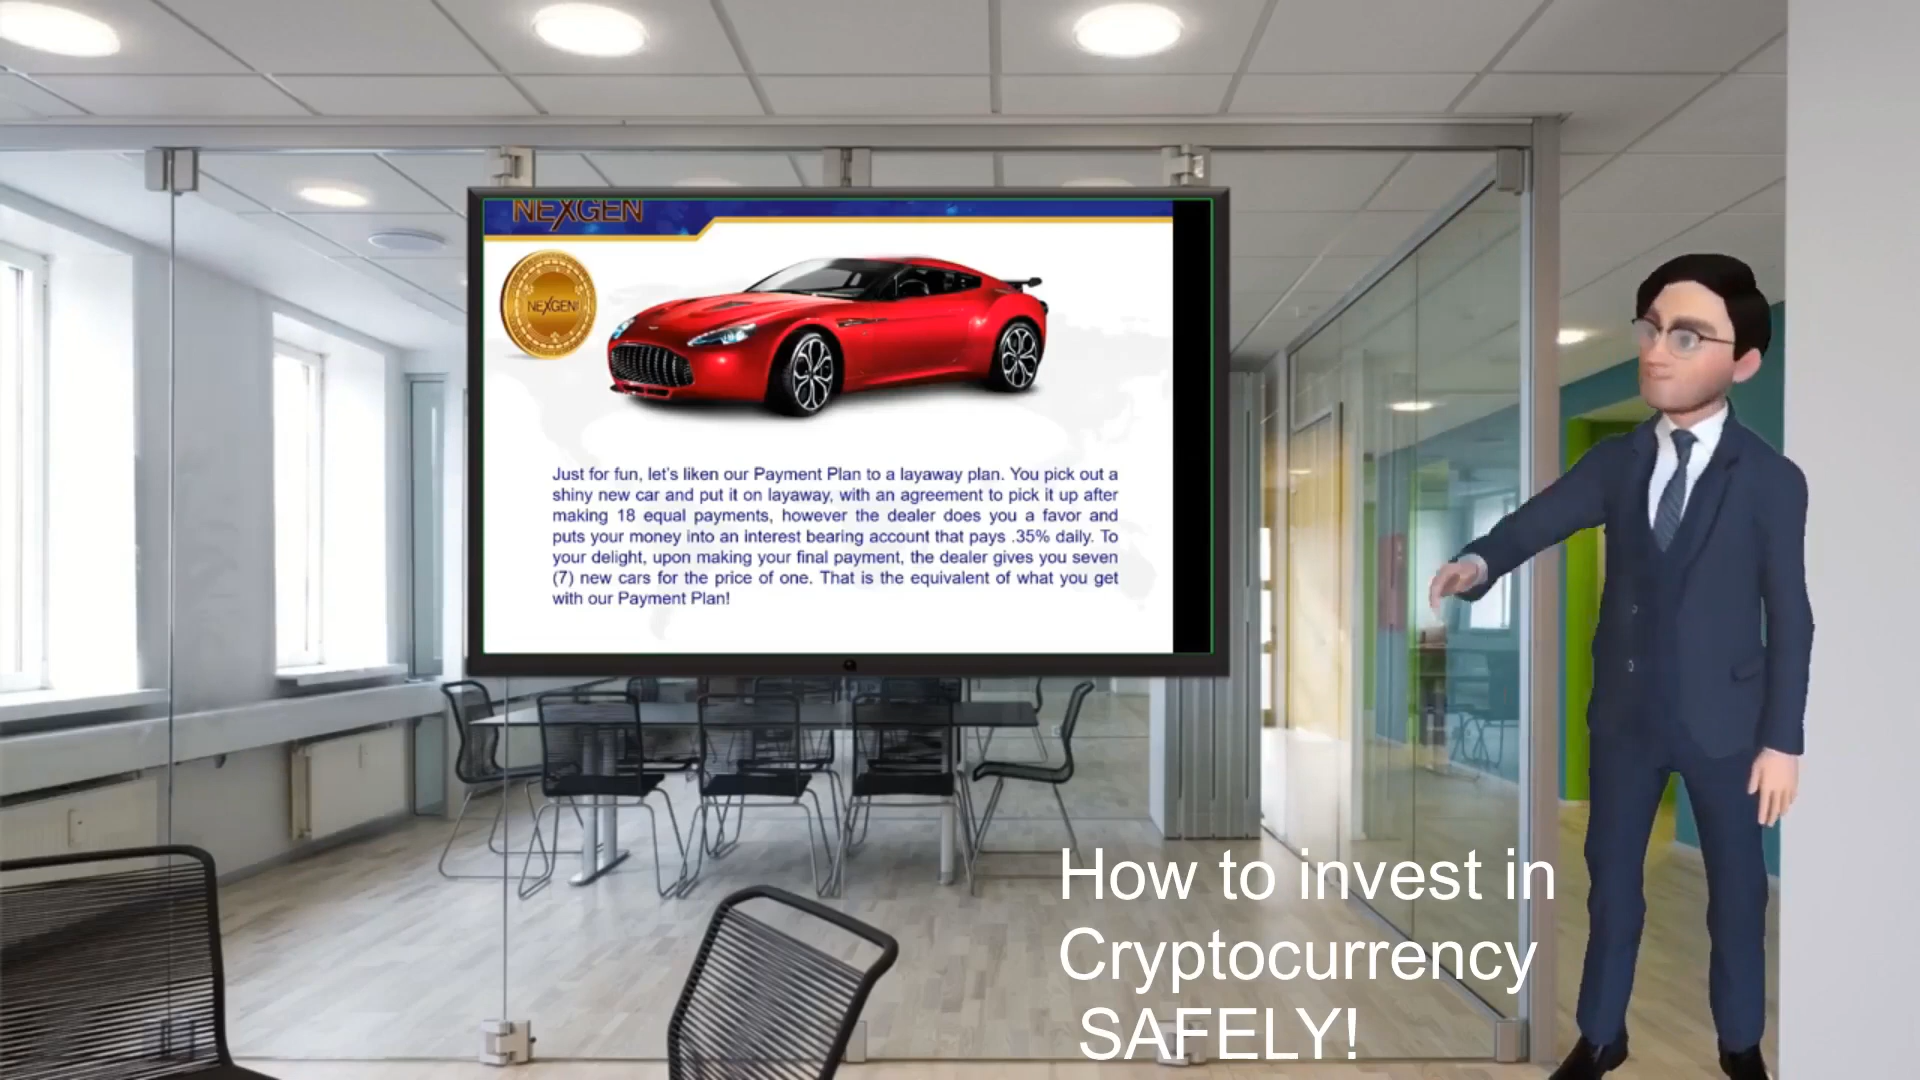 NEXGEN
NEXGEN
Just for fun, let's liken our Payment Plan to a layaway plan. You pick out a
shiny new car and put it on layaway, with an agreement to pick it up after
making 18 equal payments, however the dealer does you a favor and
puts your money into an interest bearing account that pays .35% daily. To
your delight, upon making your final payment, the dealer gives you seven
(7) new cars for the price of one. That is the equivalent of what you get
with our Payment Plan!
How to invest in
Cryptocurrency
SAFELY!